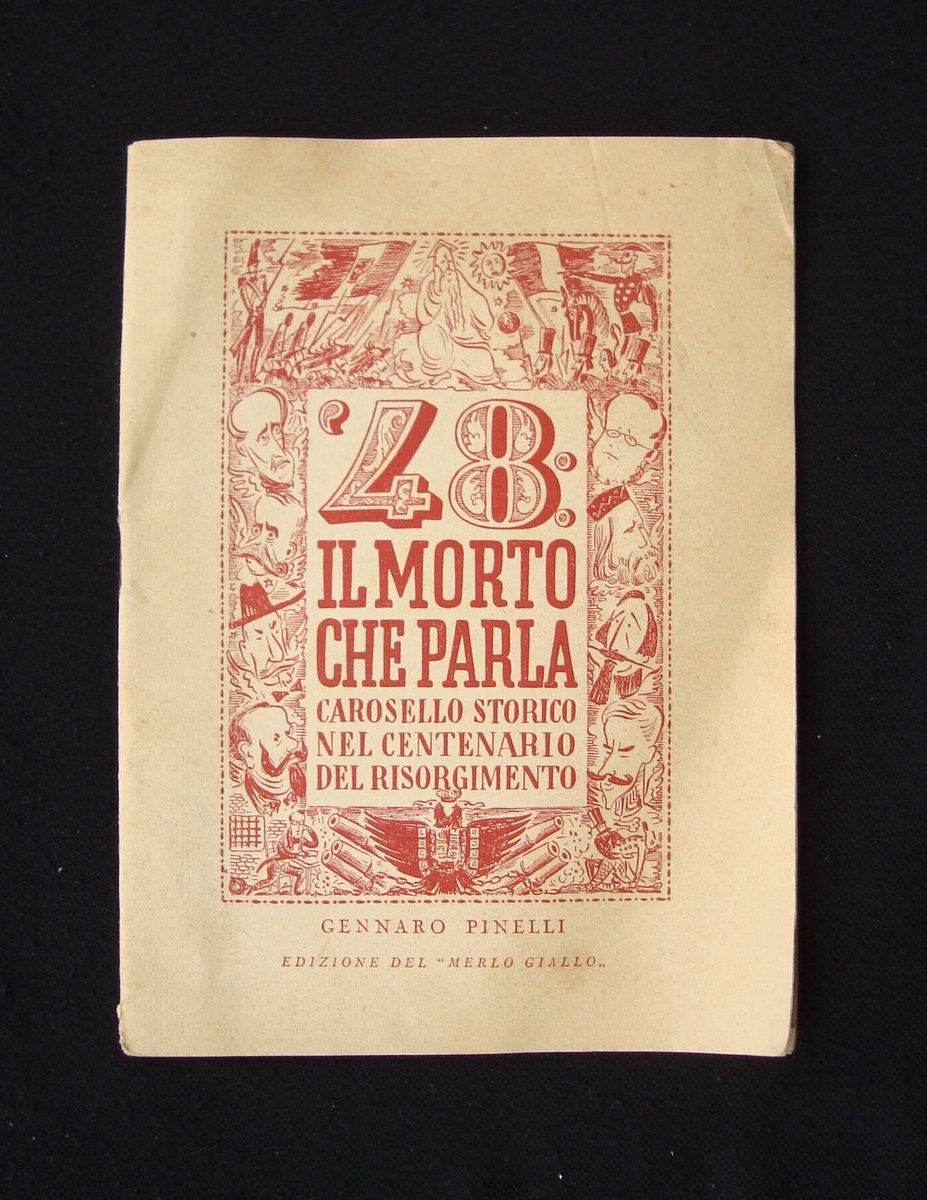 '48:
IL MORTO
CHE PARLA
CAROSELLO STORICO
NEL CENTENARIO
DEL RISORGIMENTO
GENNARO PINELLI
EDIZIONE DEL "MERLO GIALLO„